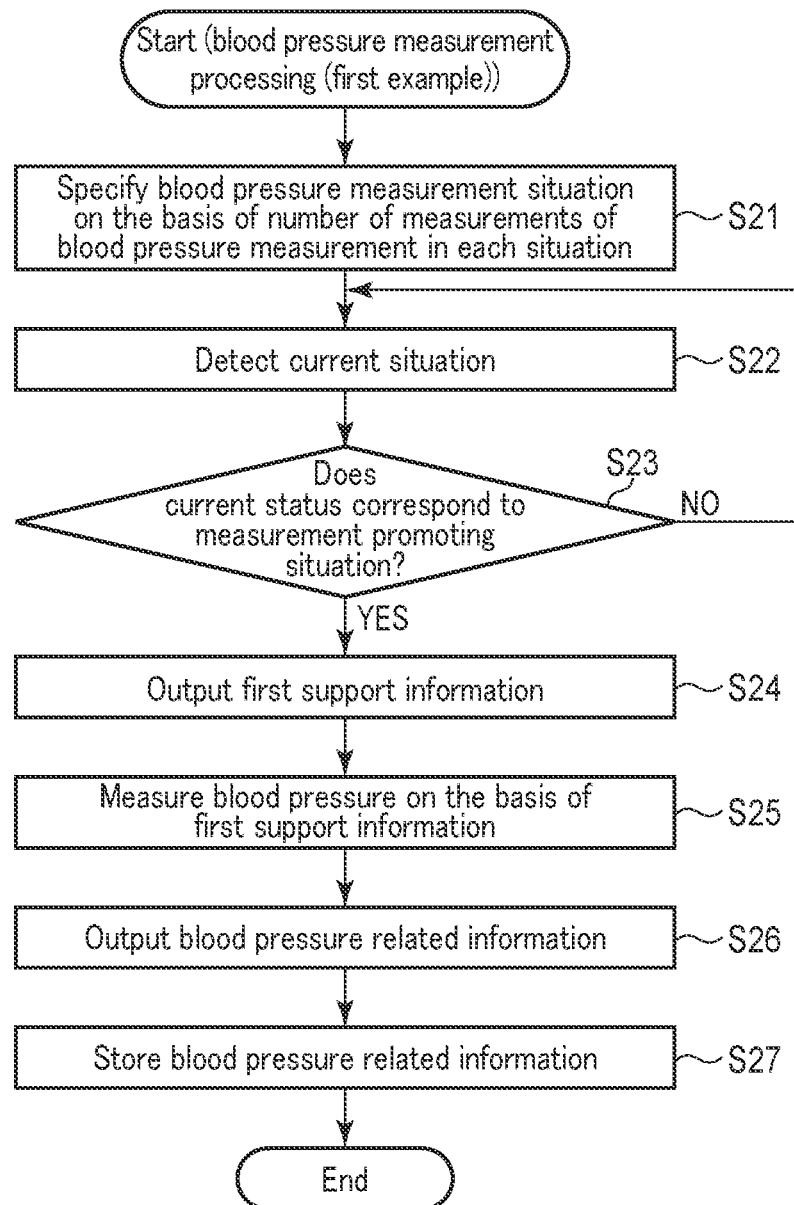 Start (blood pressure measurement
processing (first example))
Specify blood pressure measurement situation
on the basis of number of measurements of
blood pressure measurement in each situation
S21
Detect current situation
S22
Does
current status correspond to
measurement promoting
situation?
S23
NO
YES
Output first support information
S24
Measure blood pressure on the basis of
first support information
S25
Output blood pressure related information
S26
Store blood pressure related information
S27
End